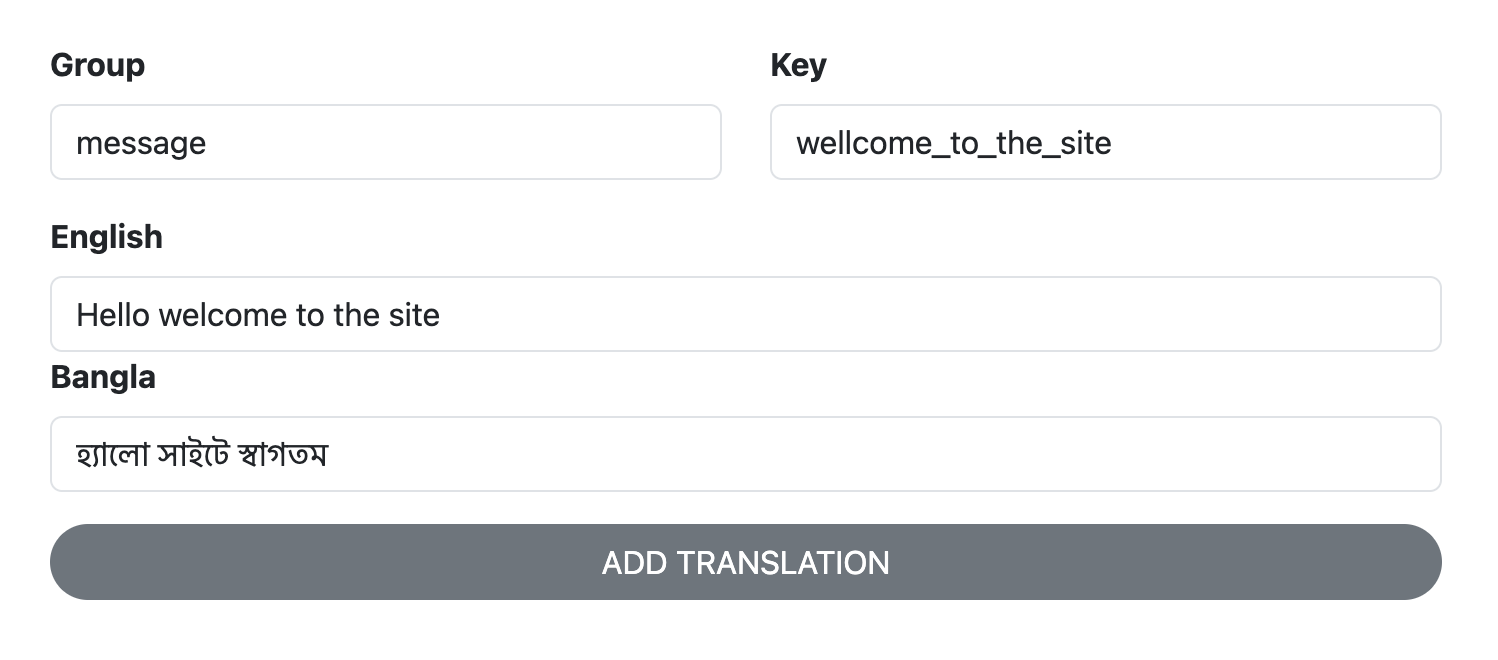 Group
Key
message
wellcome_to_the_site
English
Hello welcome to the site
Bangla
হ্যালো সাইটে স্বাগতম
ADD TRANSLATION